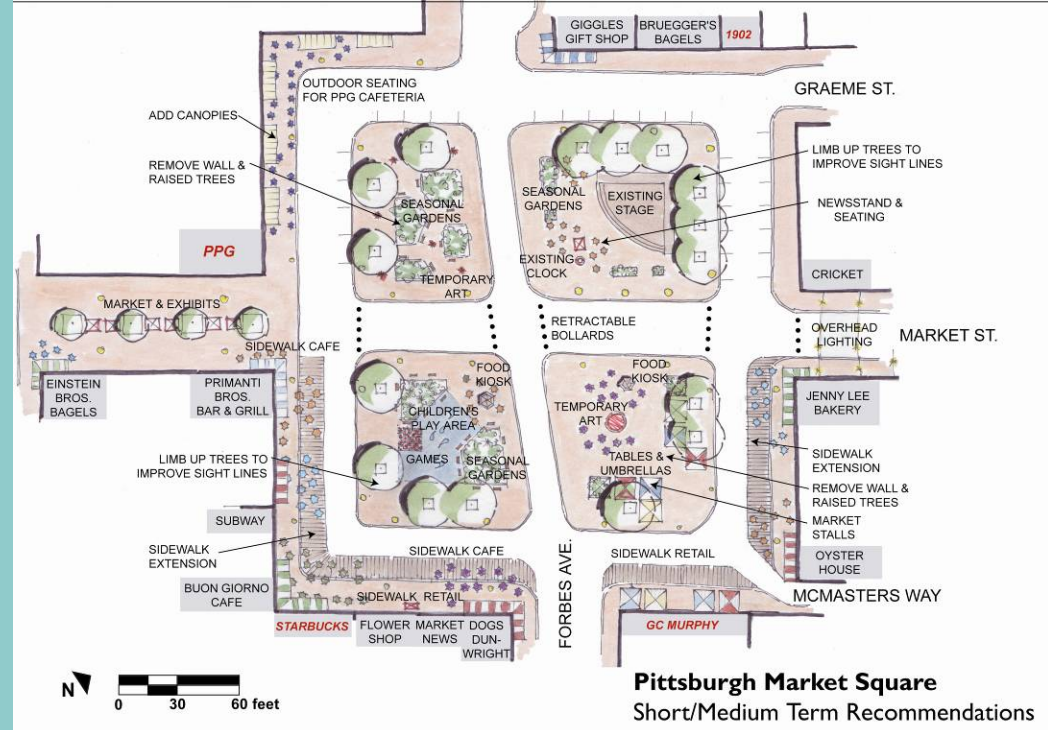 GIGGLES
GIFT SHOP
BRUEGGER'S
BAGELS
1902
GRAEME ST.
OUTDOOR SEATING
FOR PPG CAFETERIA
ADD CANOPIES
REMOVE WALL &
RAISED TREES
LIMB UP TREES TO
IMPROVE SIGHT LINES
SEASONAL
GARDENS
SEASONAL
GARDENS
EXISTING
STAGE
NEWSSTAND &
SEATING
PPG
EXISTING
CLOCK
TEMPORARY
ART
CRICKET
MARKET & EXHIBITS
RETRACTABLE
BOLLARDS
OVERHEAD
LIGHTING
MARKET ST.
SIDEWALK CAFE
EINSTEIN
BROS.
BAGELS
PRIMANTI
BROS.
BAR & GRILL
FOOD
KIOSK
FOOD
KIOSK
CHILDREN'S
PLAY AREA
TEMPORARY
ART
JENNY LEE
BAKERY
LIMB UP TREES TO
IMPROVE SIGHT LINES
GAMES
SEASONAL
GARDENS
TABLES &
UMBRELLAS
SIDEWALK
EXTENSION
REMOVE WALL &
RAISED TREES
MARKET
STALLS
SUBWAY
SIDEWALK
EXTENSION
SIDEWALK CAFE
SIDEWALK RETAIL
OYSTER
HOUSE
BUON GIORNO
CAFE
SIDEWALK RETAIL
FORBES AVE.
MCMASTERS WAY
STARBUCKS
FLOWER
SHOP
MARKET
NEWS
DOGS
DUN-
WRIGHT
GC MURPHY
N
0 30 60 feet
Pittsburgh Market Square
Short/Medium Term Recommendations